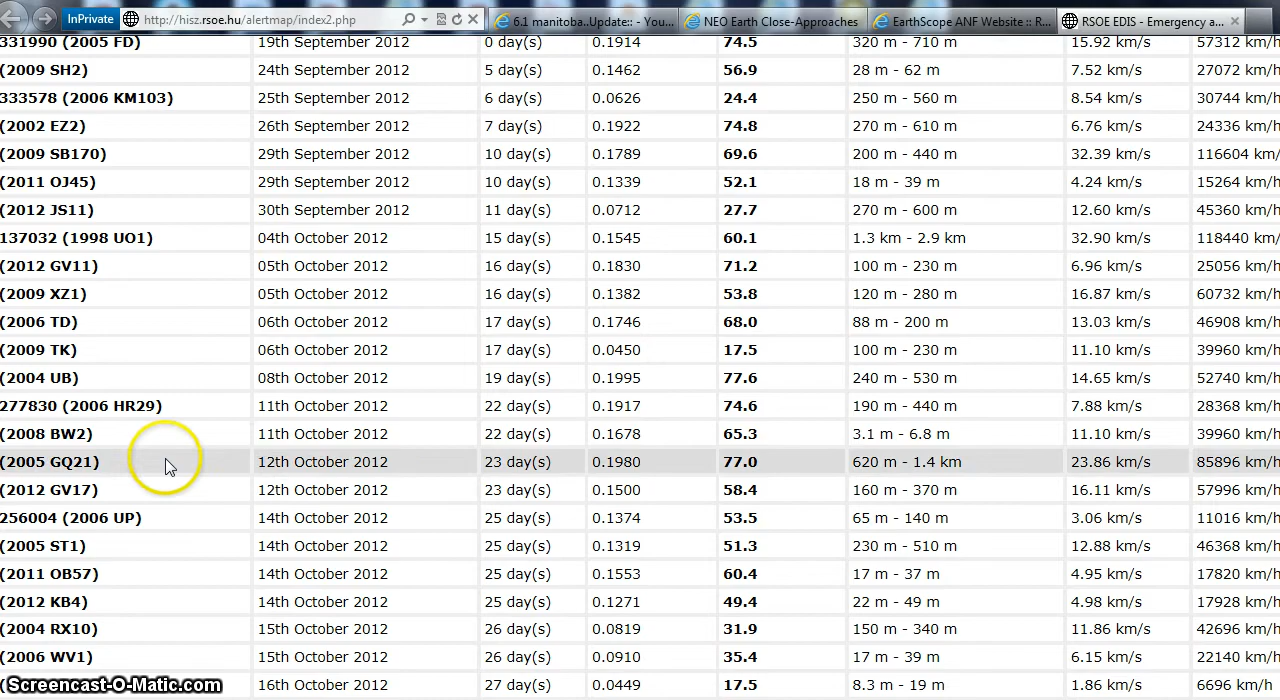 InPrivate http://hisz.rsoe.hu/alertmap/index2.php 6.1 manitoba..Update:: - You... NEO Earth Close-Approaches EarthScope ANF Website :: R... RSOE EDIS - Emergency a...
331990 (2005 FD) 19th September 2012 0 day(s) 0.1914 74.5 320 m - 710 m 15.92 km/s 57312 km/h
(2009 SH2) 24th September 2012 5 day(s) 0.1462 56.9 28 m - 62 m 7.52 km/s 27072 km/h
333578 (2006 KM103) 25th September 2012 6 day(s) 0.0626 24.4 250 m - 560 m 8.54 km/s 30744 km/h
(2002 EZ2) 26th September 2012 7 day(s) 0.1922 74.8 270 m - 610 m 6.76 km/s 24336 km/h
(2009 SB170) 29th September 2012 10 day(s) 0.1789 69.6 200 m - 440 m 32.39 km/s 116604 km/
(2011 OJ45) 29th September 2012 10 day(s) 0.1339 52.1 18 m - 39 m 4.24 km/s 15264 km/h
(2012 JS11) 30th September 2012 11 day(s) 0.0712 27.7 270 m - 600 m 12.60 km/s 45360 km/h
137032 (1998 UO1) 04th October 2012 15 day(s) 0.1545 60.1 1.3 km - 2.9 km 32.90 km/s 118440 km/
(2012 GV11) 05th October 2012 16 day(s) 0.1830 71.2 100 m - 230 m 6.96 km/s 25056 km/h
(2009 XZ1) 05th October 2012 16 day(s) 0.1382 53.8 120 m - 280 m 16.87 km/s 60732 km/h
(2006 TD) 06th October 2012 17 day(s) 0.1746 68.0 88 m - 200 m 13.03 km/s 46908 km/h
(2009 TK) 06th October 2012 17 day(s) 0.0450 17.5 100 m - 230 m 11.10 km/s 39960 km/h
(2004 UB) 08th October 2012 19 day(s) 0.1995 77.6 240 m - 530 m 14.65 km/s 52740 km/h
277830 (2006 HR29) 11th October 2012 22 day(s) 0.1917 74.6 190 m - 440 m 7.88 km/s 28368 km/h
(2008 BW2) 11th October 2012 22 day(s) 0.1678 65.3 3.1 m - 6.8 m 11.10 km/s 39960 km/h
(2005 GQ21) 12th October 2012 23 day(s) 0.1980 77.0 620 m - 1.4 km 23.86 km/s 85896 km/h
(2012 GV17) 12th October 2012 23 day(s) 0.1500 58.4 160 m - 370 m 16.11 km/s 57996 km/h
256004 (2006 UP) 14th October 2012 25 day(s) 0.1374 53.5 65 m - 140 m 3.06 km/s 11016 km/h
(2005 ST1) 14th October 2012 25 day(s) 0.1319 51.3 230 m - 510 m 12.88 km/s 46368 km/h
(2011 OB57) 14th October 2012 25 day(s) 0.1553 60.4 17 m - 37 m 4.95 km/s 17820 km/h
(2012 KB4) 14th October 2012 25 day(s) 0.1271 49.4 22 m - 49 m 4.98 km/s 17928 km/h
(2004 RX10) 15th October 2012 26 day(s) 0.0819 31.9 150 m - 340 m 11.86 km/s 42696 km/h
(2006 WV1) 15th October 2012 26 day(s) 0.0910 35.4 17 m - 39 m 6.15 km/s 22140 km/h
Screencast-O-Matic.com 16th October 2012 27 day(s) 0.0449 17.5 8.3 m - 19 m 1.86 km/s 6696 km/h